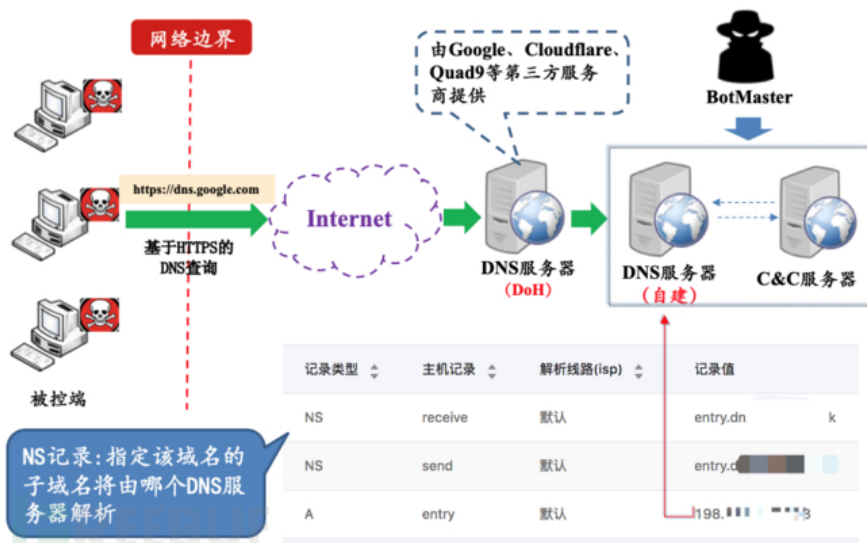 网络边界
由Google、Cloudflare、
Quad9等第三方服务
商提供
BotMaster
https://dns.google.com
基于HTTPS的
DNS查询
Internet
DNS服务器
（DoH）
DNS服务器
（自建）
C&C服务器
被控端
记录类型 主机记录 解析线路(isp) 记录值
NS receive 默认 entry.dn k
NS send 默认 entry.d
A entry 默认 198.
NS记录:指定该域名的
子域名将由哪个DNS服
务器解析